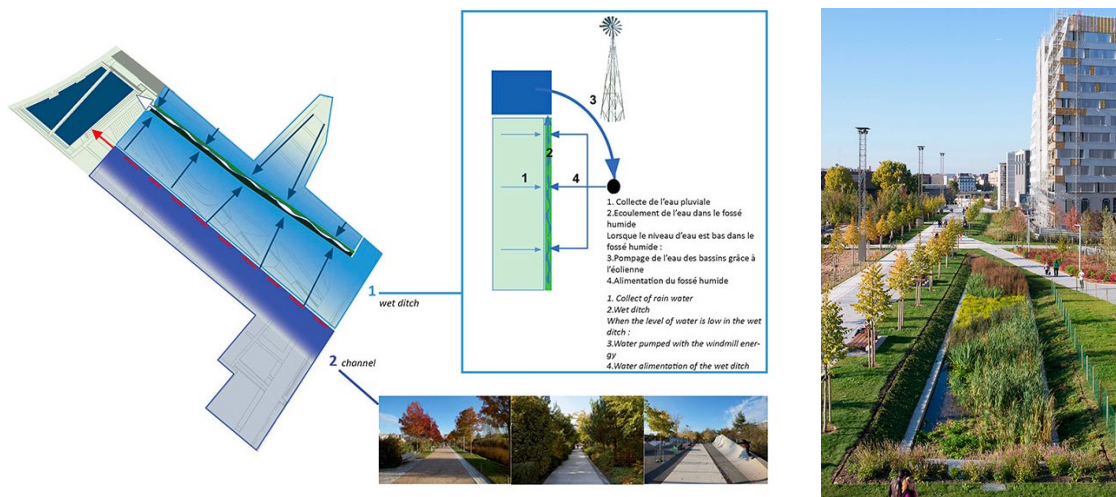 3
2
1
4
1. Collecte de l'eau pluviale
2.Ecoulement de l'eau dans le fossé
humide
Lorsque le niveau d'eau est bas dans le
fossé humide :
3.Pompage de l'eau des bassins grâce à
l'éolienne
4.Alimentation du fossé humide
1. Collect of rain water
2.Wet ditch
When the level of water is low in the wet
ditch :
3.Water pumped with the windmill ener-
gy
4.Water alimentation of the wet ditch
1
wet ditch
2 channel